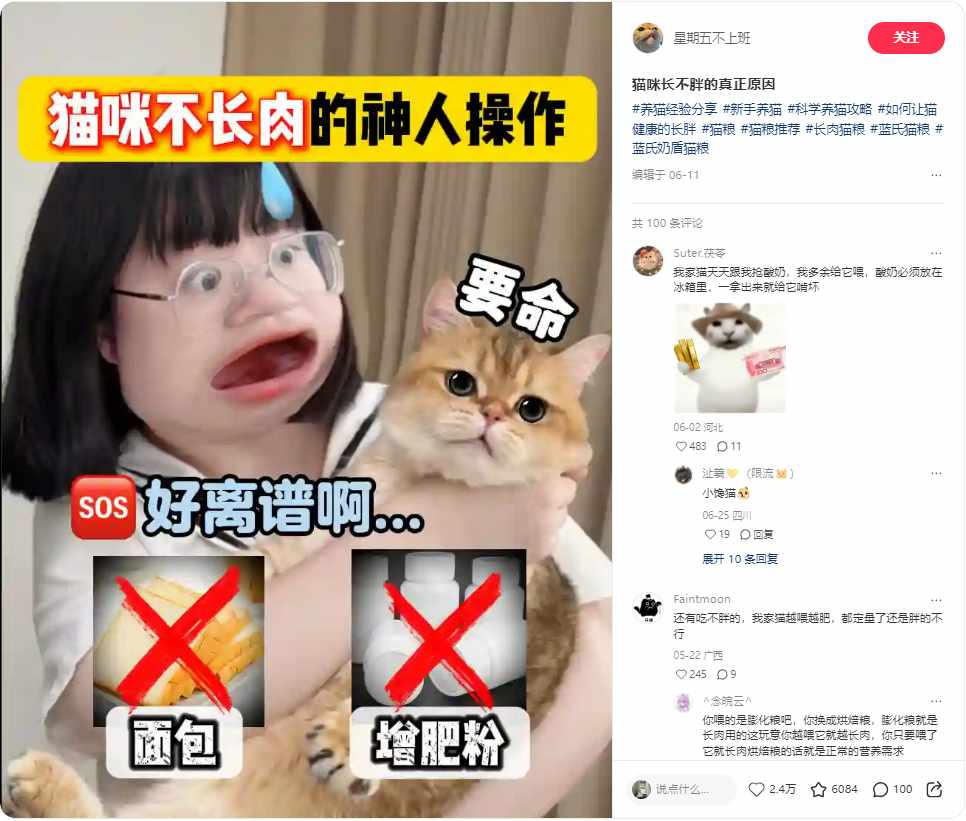 猫咪不长肉的神人操作
要命
SOS 好离谱啊...
面包
增肥粉
星期五不上班
关注
猫咪长不胖的真正原因
#养猫经验分享 #新手养猫 #科学养猫攻略 #如何让猫
健康的长胖 #猫粮 #猫粮推荐 #长肉猫粮 #蓝氏猫粮 #
蓝氏奶盾猫粮
编辑于 06-11
共 100 条评论
Suter.茯苓
我家猫天天跟我抢酸奶，我多余给它喂，酸奶必须放在
冰箱里，一拿出来就给它啃坏
06-02 河北
483 11
（限流）
小馋猫
06-25 四川
19 回复
展开 10 条回复
Faintmoon
还有吃不胖的，我家猫越喂越肥，都定量了还是胖的不
行
05-22 广西
245 9
^念晥云^
你喂的是膨化粮吧，你换成烘焙粮，膨化粮就是
长肉用的这玩意你越喂它就越长肉，你只要喂了
它就长肉烘焙粮的话就是正常的营养需求
说点什么...
2.4万 6084 100